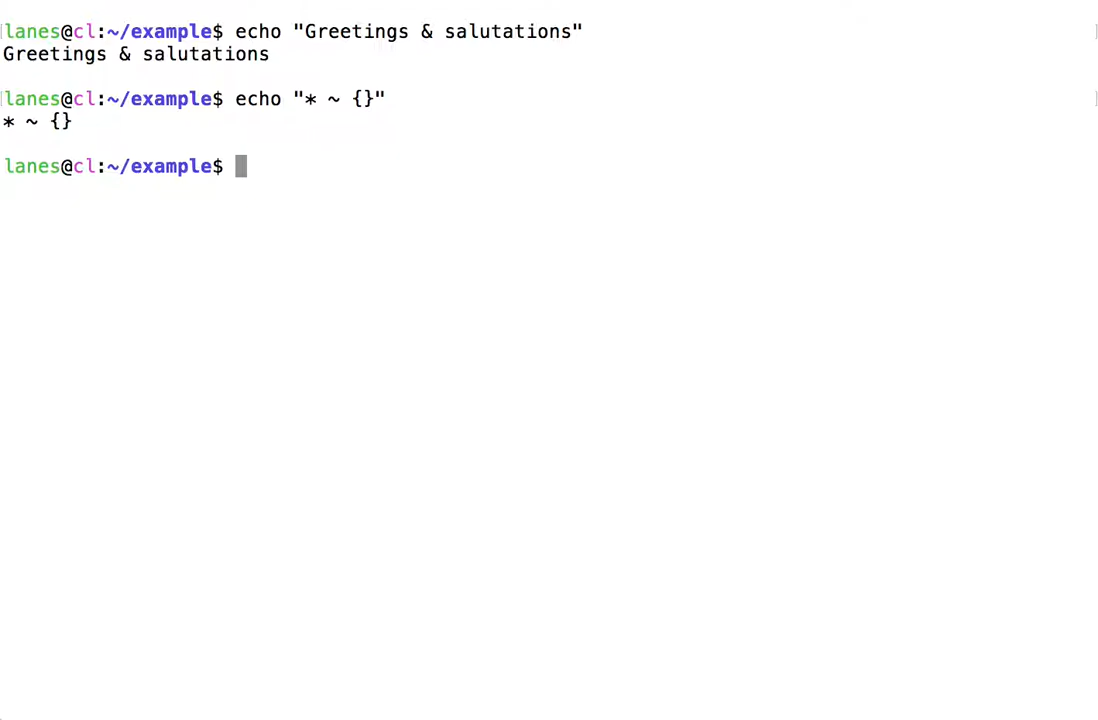 lanes@cl:~/example$ echo "Greetings & salutations"
Greetings & salutations
lanes@cl:~/example$ echo "* ~ {}"
* ~ {}
lanes@cl:~/example$